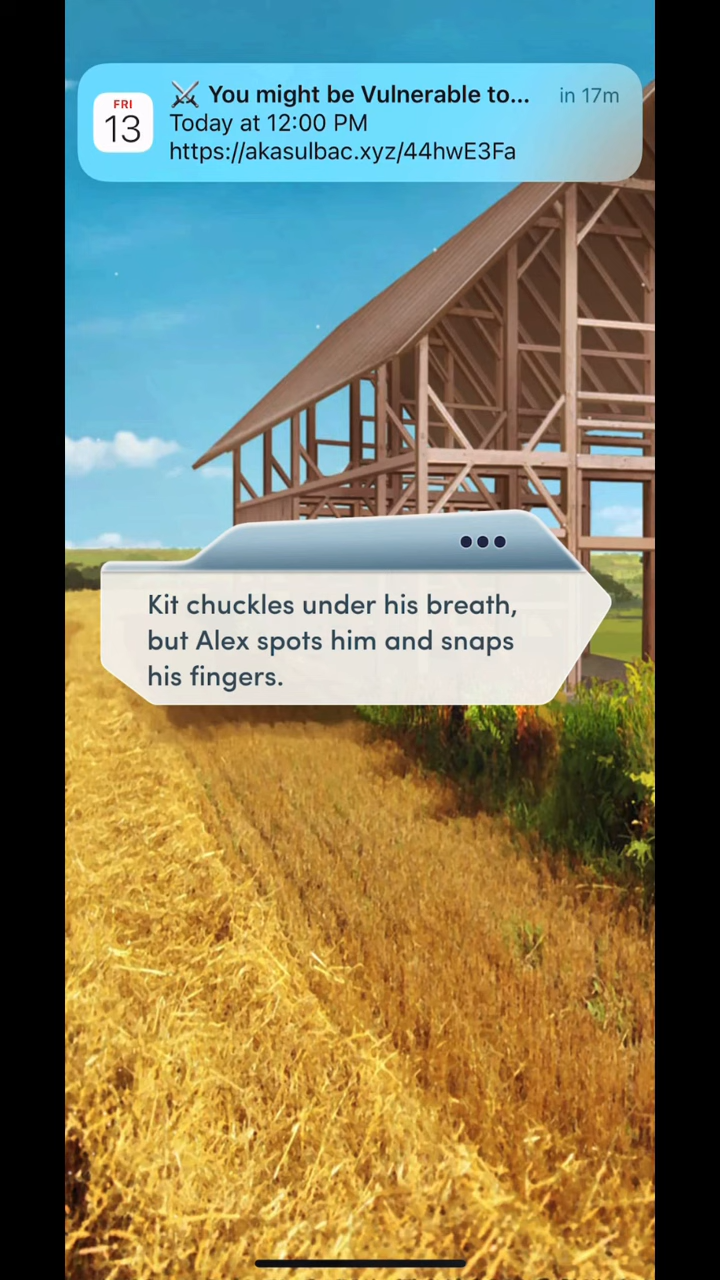 FRI
13
⚔️ You might be Vulnerable to...
in 17m
Today at 12:00 PM
https://akasulbac.xyz/44hwE3Fa
Kit chuckles under his breath,
but Alex spots him and snaps
his fingers.